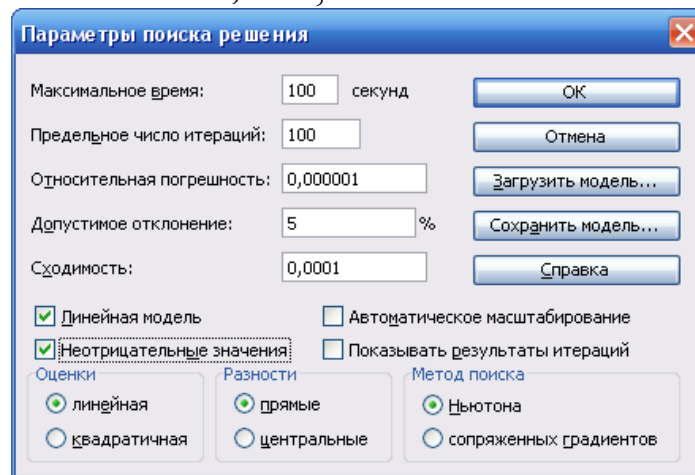 Параметры поиска решения
Максимальное время: 100 секунд ОК
Предельное число итераций: 100 Отмена
Относительная погрешность: 0,000001 Загрузить модель...
Допустимое отклонение: 5 % Сохранить модель...
Сходимость: 0,0001 Справка
Линейная модель Автоматическое масштабирование
Неотрицательные значения Показывать результаты итераций
Оценки Разности Метод поиска
линейная прямые Ньютона
квадратичная центральные сопряженных градиентов